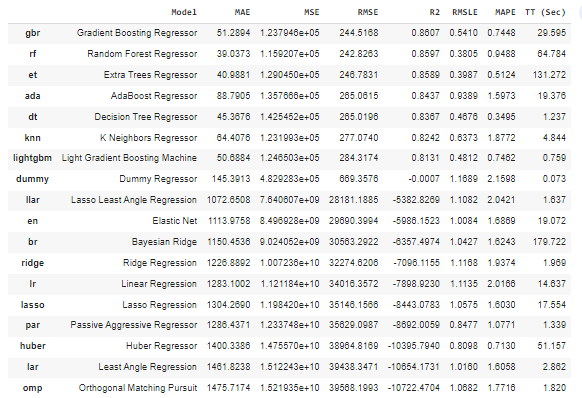 Model MAE MSE RMSE R2 RMSLE MAPE TT (Sec)
gbr Gradient Boosting Regressor 51.2894 1.237946e+05 244.5168 0.8607 0.5410 0.7448 29.595
rf Random Forest Regressor 39.0373 1.159207e+05 242.8263 0.8597 0.3805 0.9488 64.784
et Extra Trees Regressor 40.9881 1.290450e+05 246.7831 0.8589 0.3987 0.5124 131.272
ada AdaBoost Regressor 88.7905 1.357666e+05 265.0615 0.8437 0.9389 1.5973 19.376
dt Decision Tree Regressor 45.3676 1.425452e+05 265.0196 0.8367 0.4676 0.3495 1.237
knn K Neighbors Regressor 64.4076 1.231993e+05 277.0740 0.8242 0.6373 1.8772 4.844
lightgbm Light Gradient Boosting Machine 50.6884 1.246503e+05 284.3174 0.8131 0.4812 0.7462 0.759
dummy Dummy Regressor 145.3913 4.829283e+05 669.3576 -0.0007 1.1689 2.1598 0.073
llar Lasso Least Angle Regression 1072.6508 7.640607e+09 28181.1885 -5382.8269 1.1082 2.0421 1.637
en Elastic Net 1113.9758 8.496928e+09 29690.3994 -5986.1523 1.0084 1.6869 19.072
br Bayesian Ridge 1150.4536 9.024052e+09 30563.2922 -6357.4974 1.0427 1.6243 179.722
ridge Ridge Regression 1226.8892 1.007236e+10 32274.6206 -7096.1155 1.1168 1.9374 1.969
lr Linear Regression 1283.1002 1.121184e+10 34016.3572 -7898.9230 1.1135 2.0166 14.637
lasso Lasso Regression 1304.2690 1.198420e+10 35146.1566 -8443.0783 1.0575 1.6030 17.554
par Passive Aggressive Regressor 1286.4371 1.233748e+10 35629.0987 -8692.0059 0.8477 1.0771 1.339
huber Huber Regressor 1400.3386 1.475570e+10 38964.8169 -10395.7940 0.8098 0.7130 51.157
lar Least Angle Regression 1461.8238 1.512243e+10 39438.3471 -10654.1731 1.0160 1.6058 2.862
omp Orthogonal Matching Pursuit 1475.7174 1.521935e+10 39568.1993 -10722.4704 1.0682 1.7716 1.820